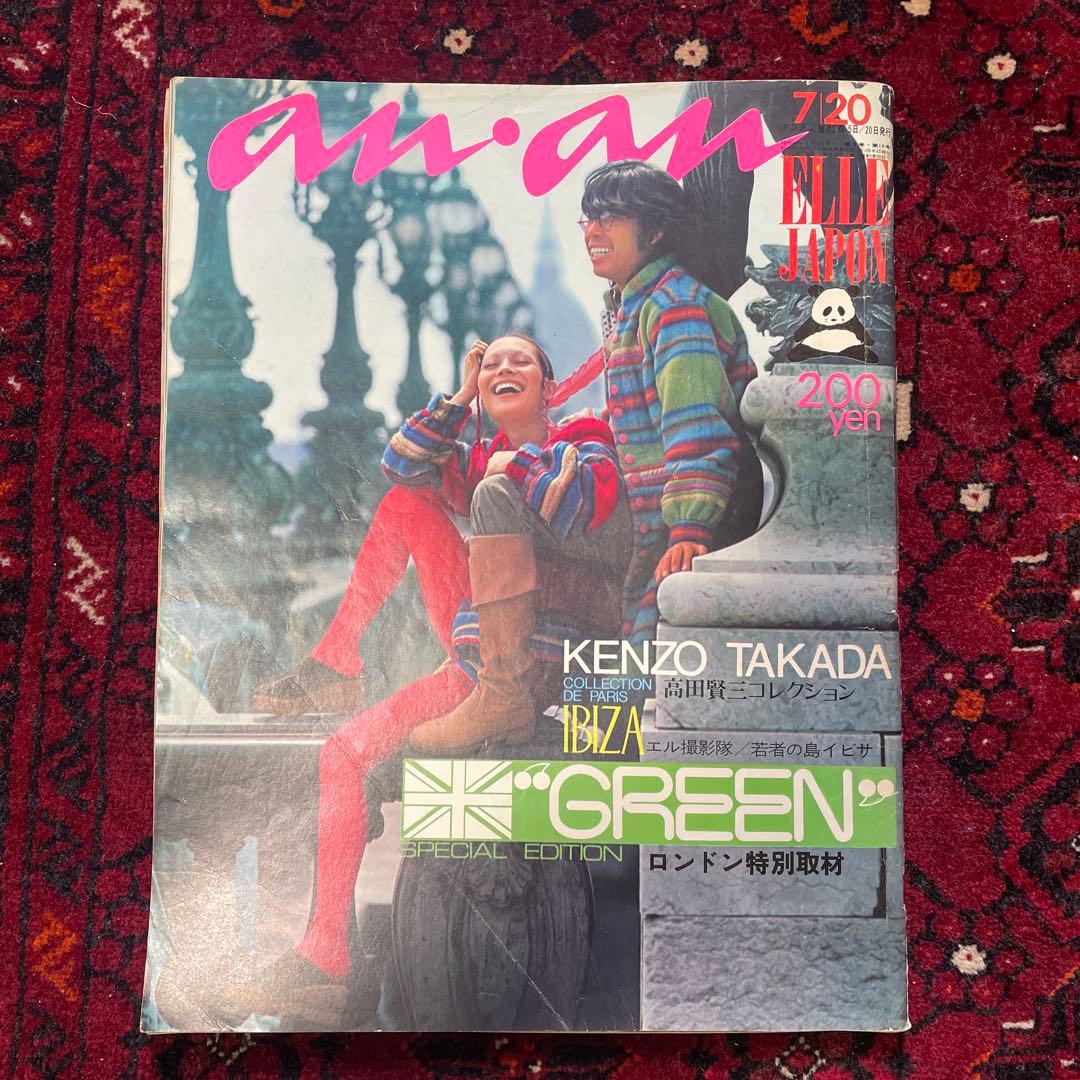 an・an
7|20
ELLE
JAPON
200
yen
KENZO TAKADA
COLLECTION
DE PARIS
高田賢三コレクション
IBIZA
エル撮影隊/若者の島イビサ
"GREEN"
SPECIAL EDITION
ロンドン特別取材